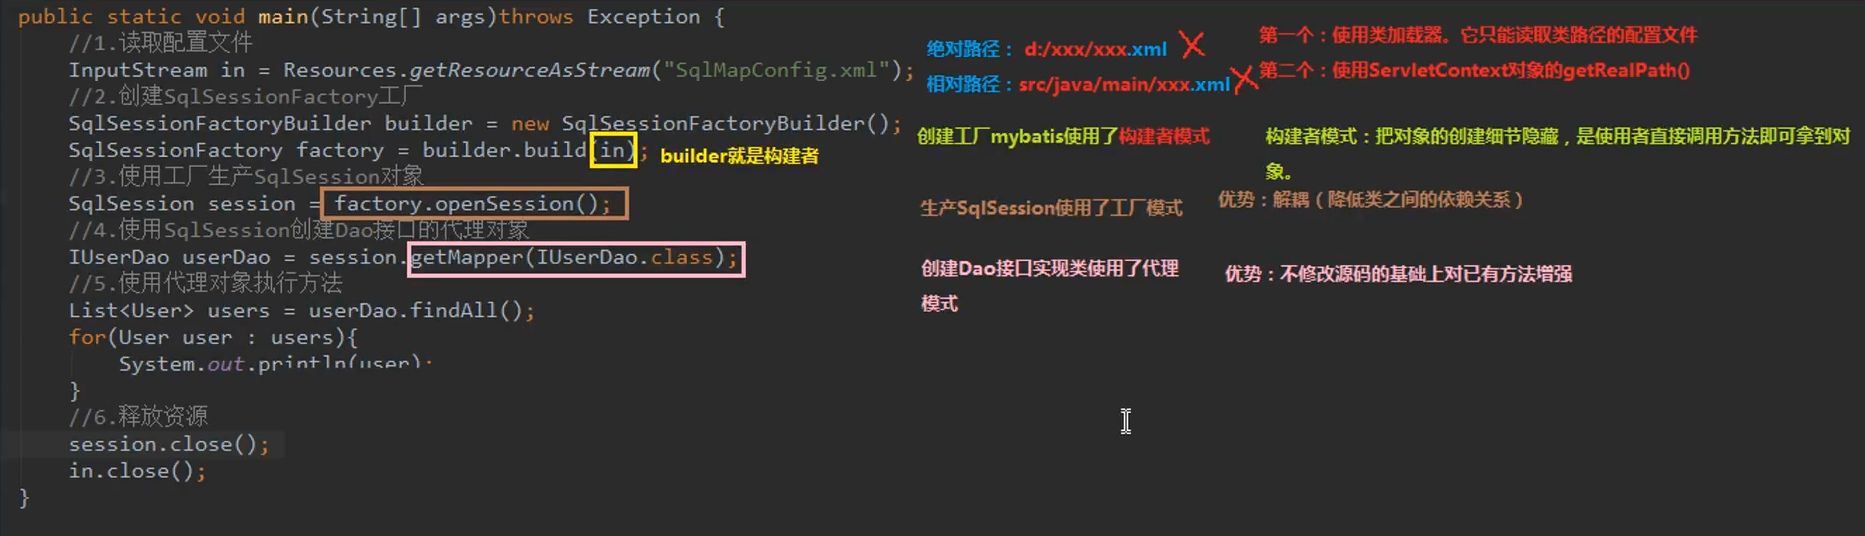 public static void main(String[] args)throws Exception {
//1.读取配置文件
InputStream in = Resources.getResourceAsStream("SqlMapConfig.xml");
//2.创建SqlSessionFactory工厂
SqlSessionFactoryBuilder builder = new SqlSessionFactoryBuilder();
SqlSessionFactory factory = builder.build(in);
builder就是构建者
//3.使用工厂生产SqlSession对象
SqlSession session = factory.openSession();
//4.使用SqlSession创建Dao接口的代理对象
IUserDao userDao = session.getMapper(IUserDao.class);
//5.使用代理对象执行方法
List<User> users = userDao.findAll();
for(User user : users){
System.out.println(user);
}
//6.释放资源
session.close();
in.close();
}
绝对路径： d:/xxx/xxx.xml
相对路径：src/java/main/xxx.xml
第一个：使用类加载器。它只能读取类路径的配置文件
第二个：使用ServletContext对象的getRealPath()
创建工厂mybatis使用了构建者模式
构建者模式：把对象的创建细节隐藏，是使用者直接调用方法即可拿到对
象。
生产SqlSession使用了工厂模式
优势：解耦（降低类之间的依赖关系）
创建Dao接口实现类使用了代理
模式
优势：不修改源码的基础上对已有方法增强